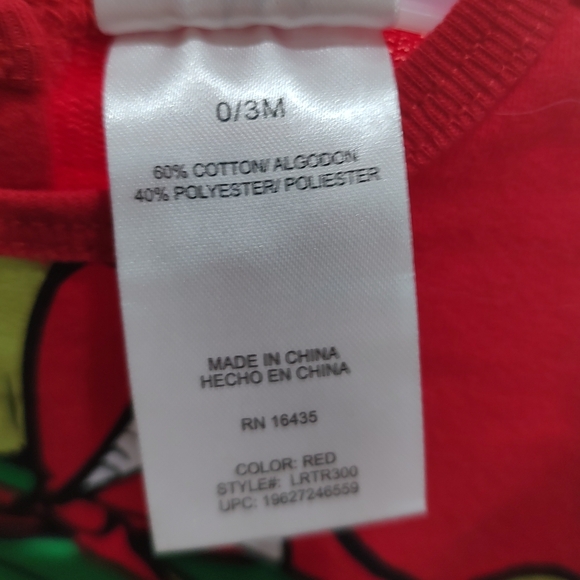 0/3M
60% COTTON/ ALGODON
40% POLYESTER/ POLIESTER
MADE IN CHINA
HECHO EN CHINA
RN 16435
COLOR: RED
STYLE#: LRTR300
UPC: 19627246559